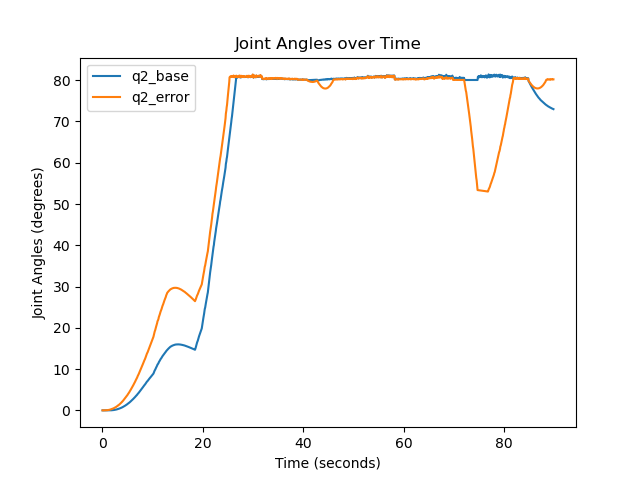 Joint Angles over Time
q2_base
q2_error
Joint Angles (degrees)
80
70
60
50
40
30
20
10
0
0 20 40 60 80
Time (seconds)